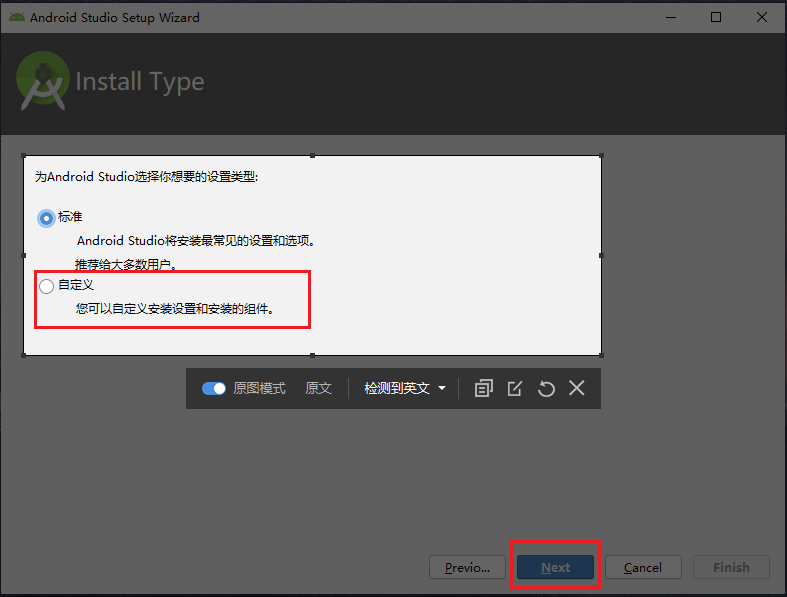 Android Studio Setup Wizard
Install Type
为Android Studio选择你想要的设置类型:
标准
Android Studio将安装最常见的设置和选项。
推荐给大多数用户。
自定义
您可以自定义安装设置和安装的组件。
原图模式 原文 检测到英文
Previo... Next Cancel Finish